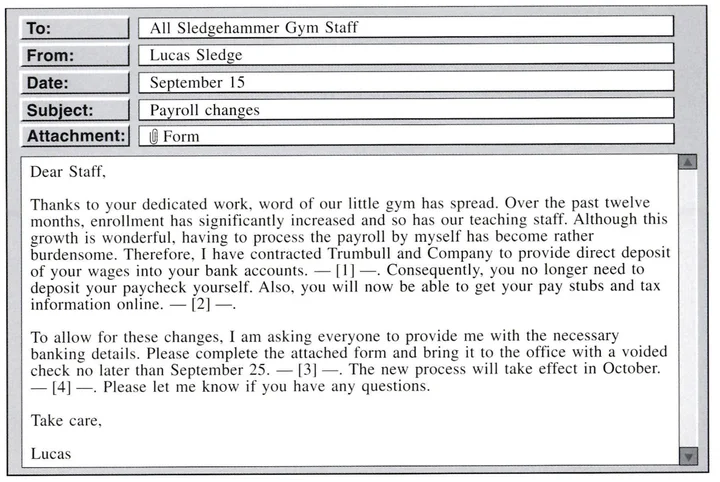 To: All Sledgehammer Gym Staff
From: Lucas Sledge
Date: September 15
Subject: Payroll changes
Attachment: Form
Dear Staff,
Thanks to your dedicated work, word of our little gym has spread. Over the past twelve
months, enrollment has significantly increased and so has our teaching staff. Although this
growth is wonderful, having to process the payroll by myself has become rather
burdensome. Therefore, I have contracted Trumbull and Company to provide direct deposit
of your wages into your bank accounts. — [1] —. Consequently, you no longer need to
deposit your paycheck yourself. Also, you will now be able to get your pay stubs and tax
information online. — [2] —.
To allow for these changes, I am asking everyone to provide me with the necessary
banking details. Please complete the attached form and bring it to the office with a voided
check no later than September 25. — [3] —. The new process will take effect in October.
— [4] —. Please let me know if you have any questions.
Take care,
Lucas